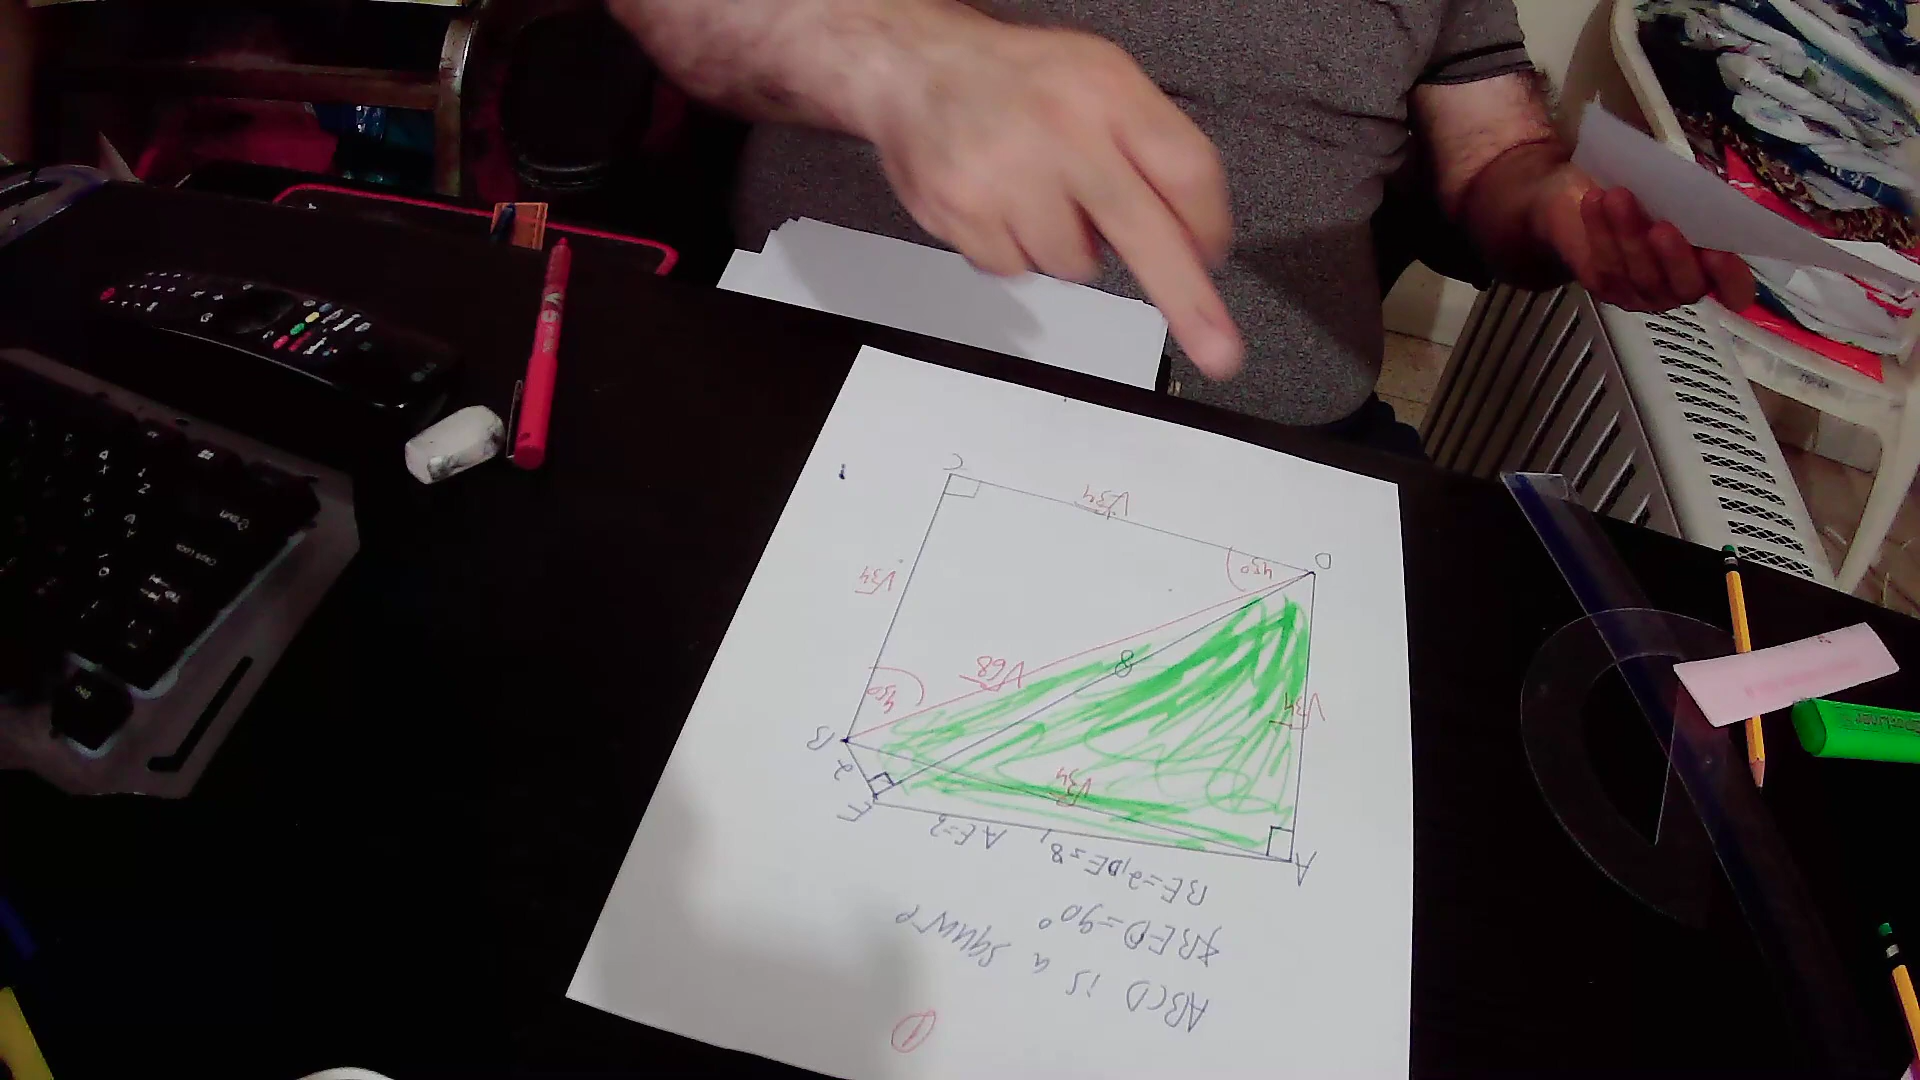 ①
ABCD is a square
∡BED=90°
BE=2, DE=8, AE=?
A
E
B
2
√34
√34
8
√68
45°
√34
45°
D
√34
C